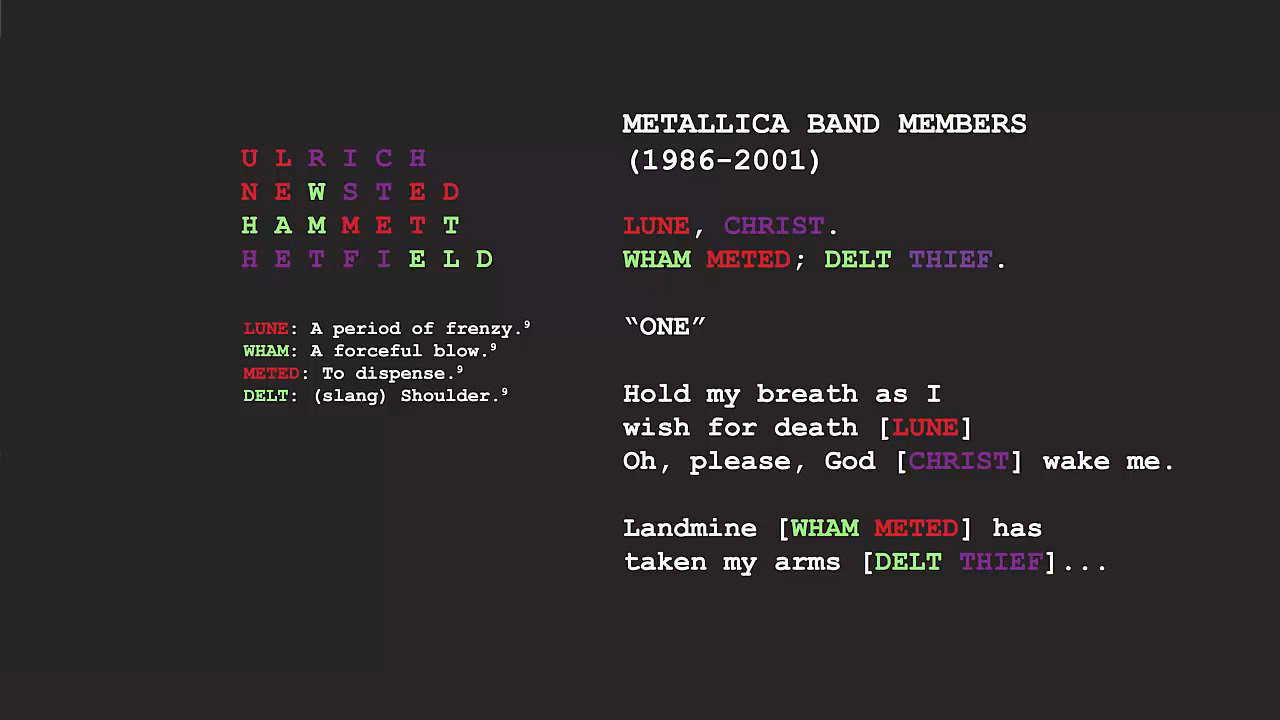 U L R I C H
N E W S T E D
H A M M E T T
H E T F I E L D
LUNE: A period of frenzy.⁹
WHAM: A forceful blow.⁹
METED: To dispense.⁹
DELT: (slang) Shoulder.⁹
METALLICA BAND MEMBERS
(1986-2001)
LUNE, CHRIST.
WHAM METED; DELT THIEF.
“ONE”
Hold my breath as I
wish for death [LUNE]
Oh, please, God [CHRIST] wake me.
Landmine [WHAM METED] has
taken my arms [DELT THIEF]...